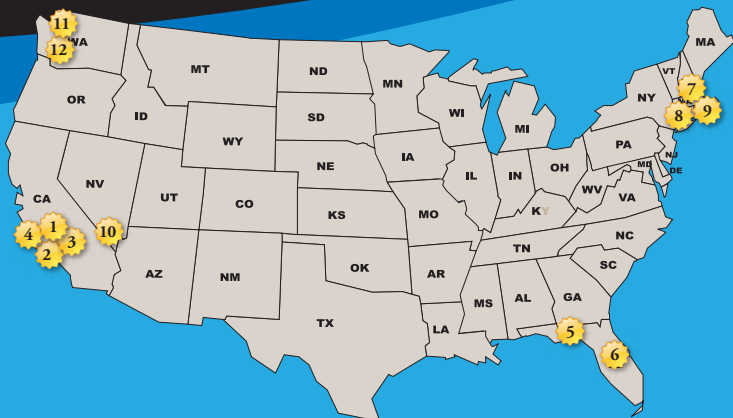 11
WA
12
MT
ND
MN
MA
VT
7
OR
ID
SD
WI
NY
8
9
MI
WY
PA
IA
NE
NJ
MD
DE
OH
IL
IN
NV
UT
CO
WV
VA
CA
KS
MO
KY
4
1
3
2
10
NC
TN
AZ
NM
OK
AR
SC
MS
AL
GA
TX
LA
5
6